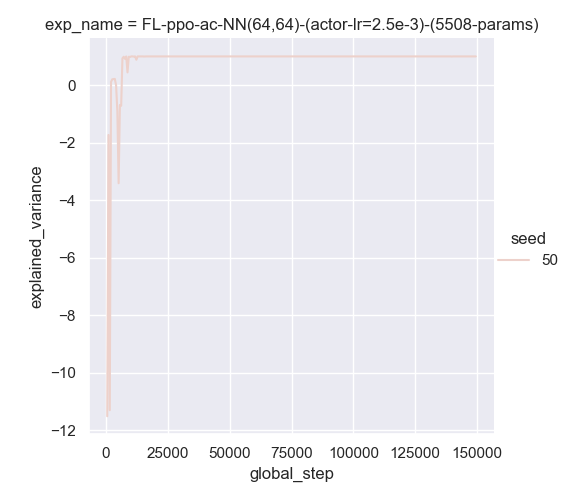 exp_name = FL-ppo-ac-NN(64,64)-(actor-lr=2.5e-3)-(5508-params)
explained_variance
0
−2
−4
−6
−8
−10
−12
0 25000 50000 75000 100000 125000 150000
global_step
seed
50